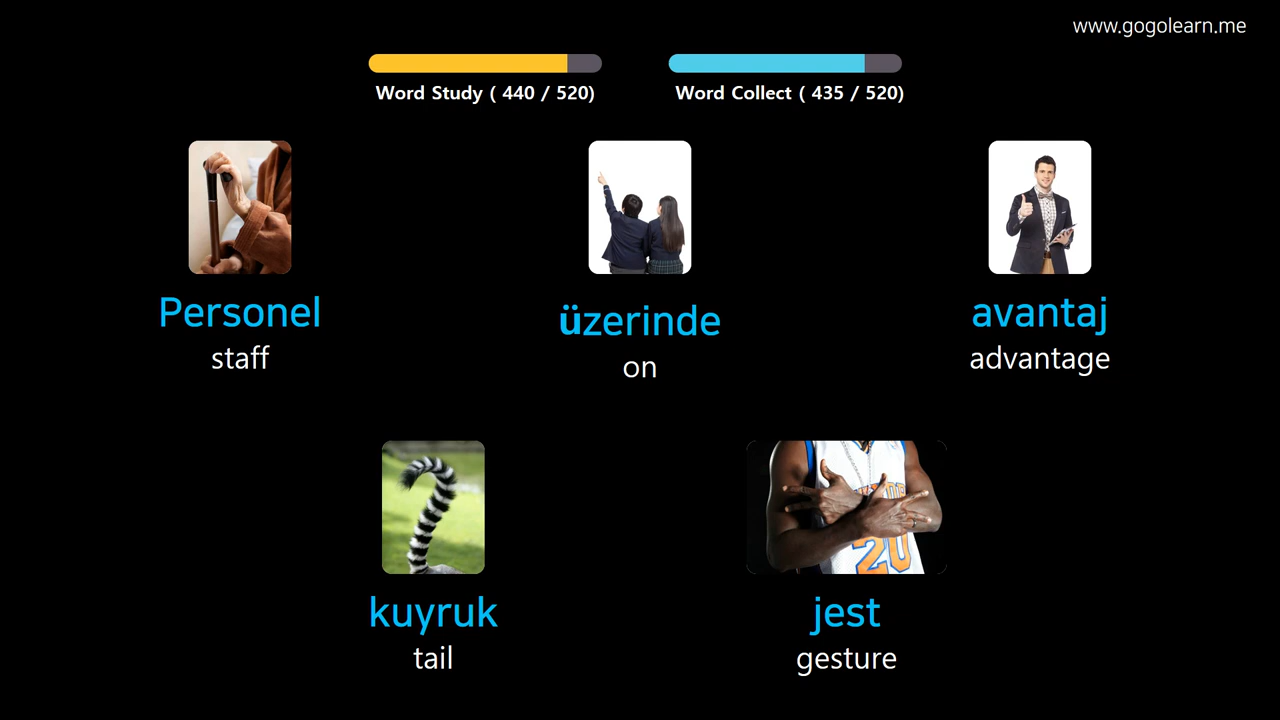 www.gogolearn.me
Word Study ( 440 / 520)
Word Collect ( 435 / 520)
Personel
staff
üzerinde
on
avantaj
advantage
kuyruk
tail
20
jest
gesture